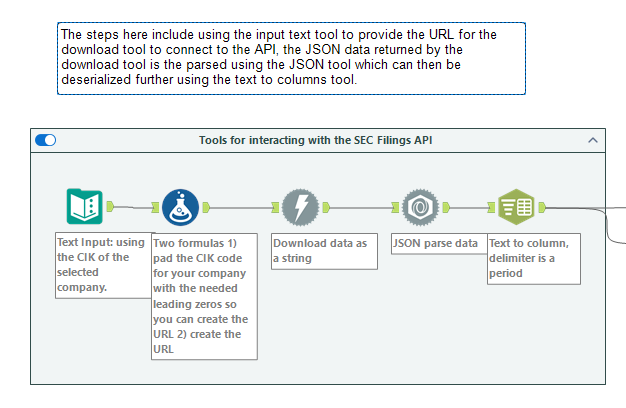 The steps here include using the input text tool to provide the URL for the
download tool to connect to the API, the JSON data returned by the
download tool is the parsed using the JSON tool which can then be
deserialized further using the text to columns tool.
Tools for interacting with the SEC Filings API
Text Input: using
the CIK of the
selected
company.
Two formulas 1)
pad the CIK code
for your company
with the needed
leading zeros so
you can create the
URL 2) create the
URL
Download data as
a string
JSON parse data
Text to column,
delimiter is a
period